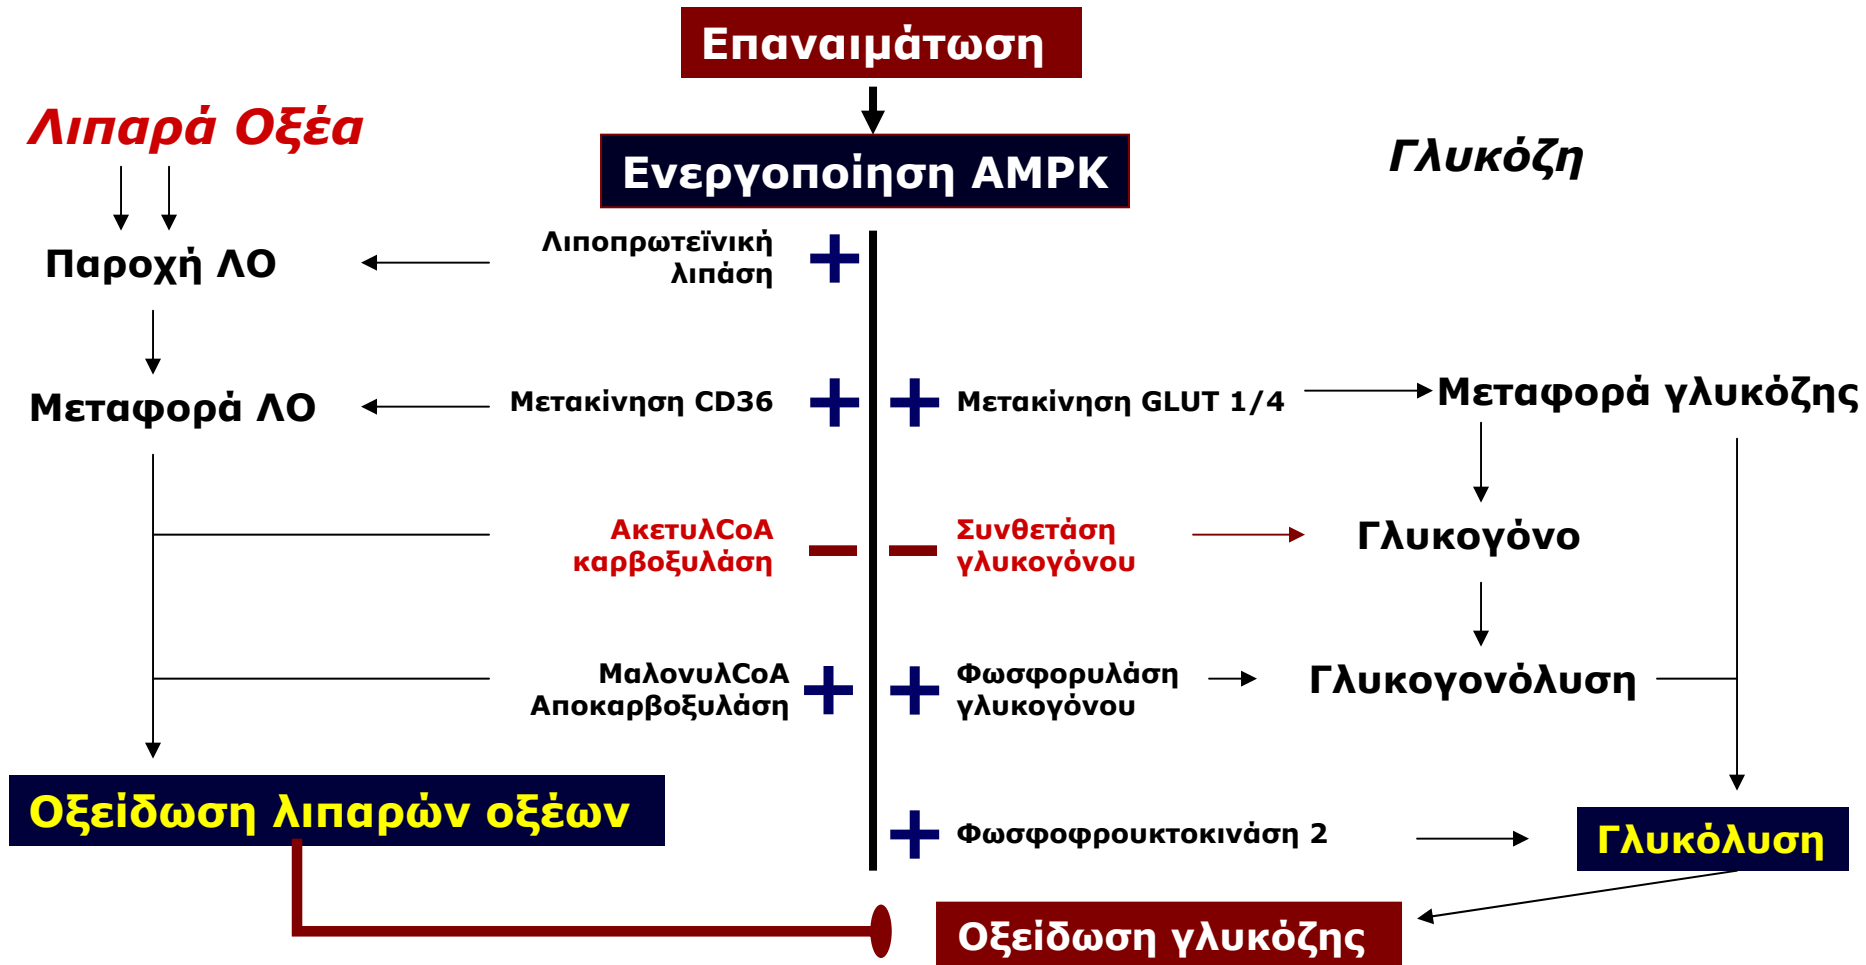 Επαναιμάτωση
Λιπαρά Οξέα
Ενεργοποίηση AMPK
Γλυκόζη
Παροχή ΛΟ
Λιποπρωτεϊνική
λιπάση
+
Μεταφορά ΛΟ
Μετακίνηση CD36
+ +
Μετακίνηση GLUT 1/4
Μεταφορά γλυκόζης
ΑκετυλCoA
καρβοξυλάση
– –
Συνθετάση
γλυκογόνου
Γλυκογόνο
ΜαλονυλCoA
Αποκαρβοξυλάση
+ +
Φωσφορυλάση
γλυκογόνου
Γλυκογονόλυση
Οξείδωση λιπαρών οξέων
+
Φωσφοφρουκτοκινάση 2
Γλυκόλυση
Οξείδωση γλυκόζης